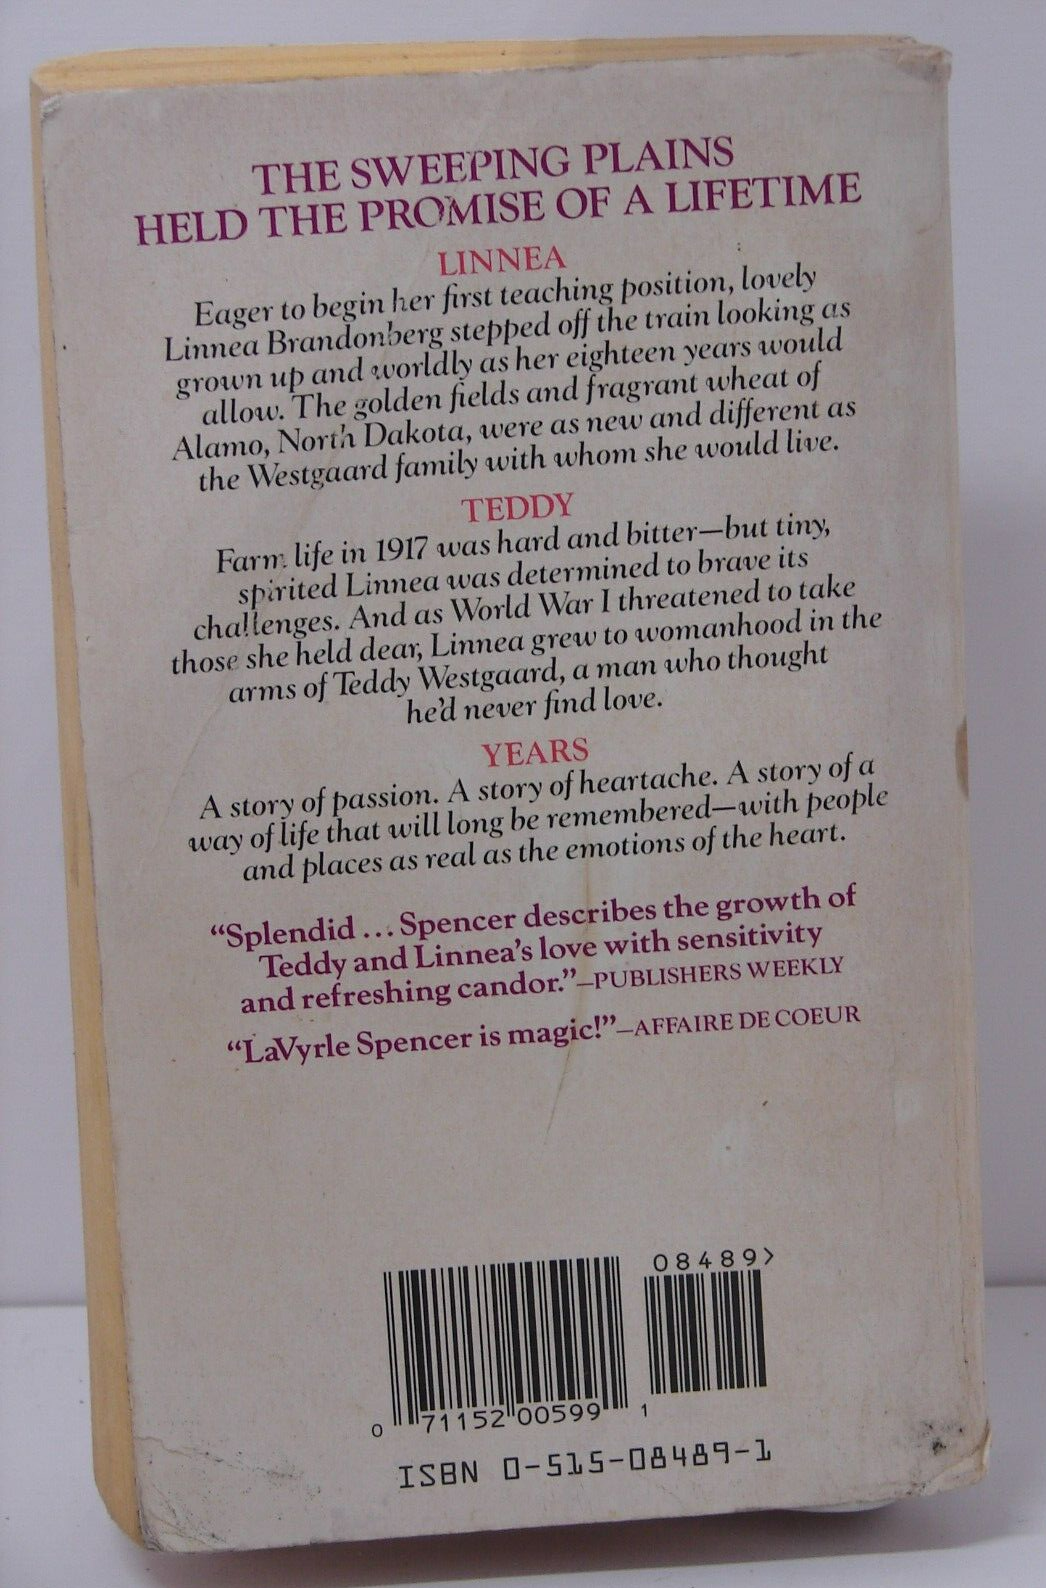 THE SWEEPING PLAINS
HELD THE PROMISE OF A LIFETIME
LINNEA
Eager to begin her first teaching position, lovely
Linnea Brandonberg stepped off the train looking as
grown up and worldly as her eighteen years would
allow. The golden fields and fragrant wheat of
Alamo, North Dakota, were as new and different as
the Westgaard family with whom she would live.
TEDDY
Farm life in 1917 was hard and bitter—but tiny,
spirited Linnea was determined to brave its
challenges. And as World War I threatened to take
those she held dear, Linnea grew to womanhood in the
arms of Teddy Westgaard, a man who thought
he'd never find love.
YEARS
A story of passion. A story of heartache. A story of a
way of life that will long be remembered—with people
and places as real as the emotions of the heart.
“Splendid ... Spencer describes the growth of
Teddy and Linnea's love with sensitivity
and refreshing candor.”–PUBLISHERS WEEKLY
“LaVyrle Spencer is magic!”–AFFAIRE DE COEUR
08489>
0 71152 00599 1
ISBN 0-515-08489-1